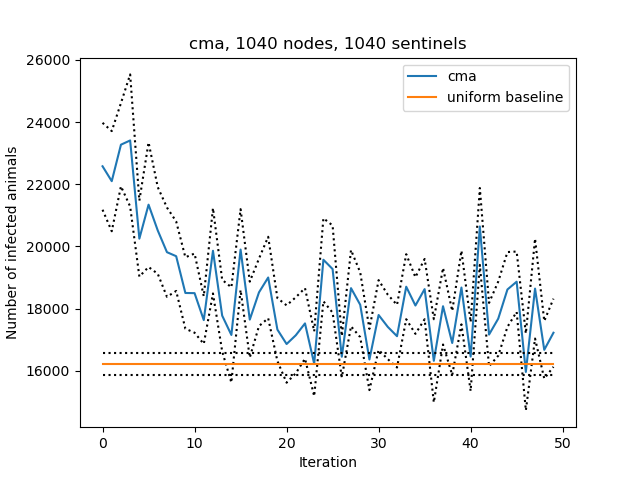 cma, 1040 nodes, 1040 sentinels
cma
uniform baseline
Number of infected animals
26000
24000
22000
20000
18000
16000
0 10 20 30 40 50
Iteration